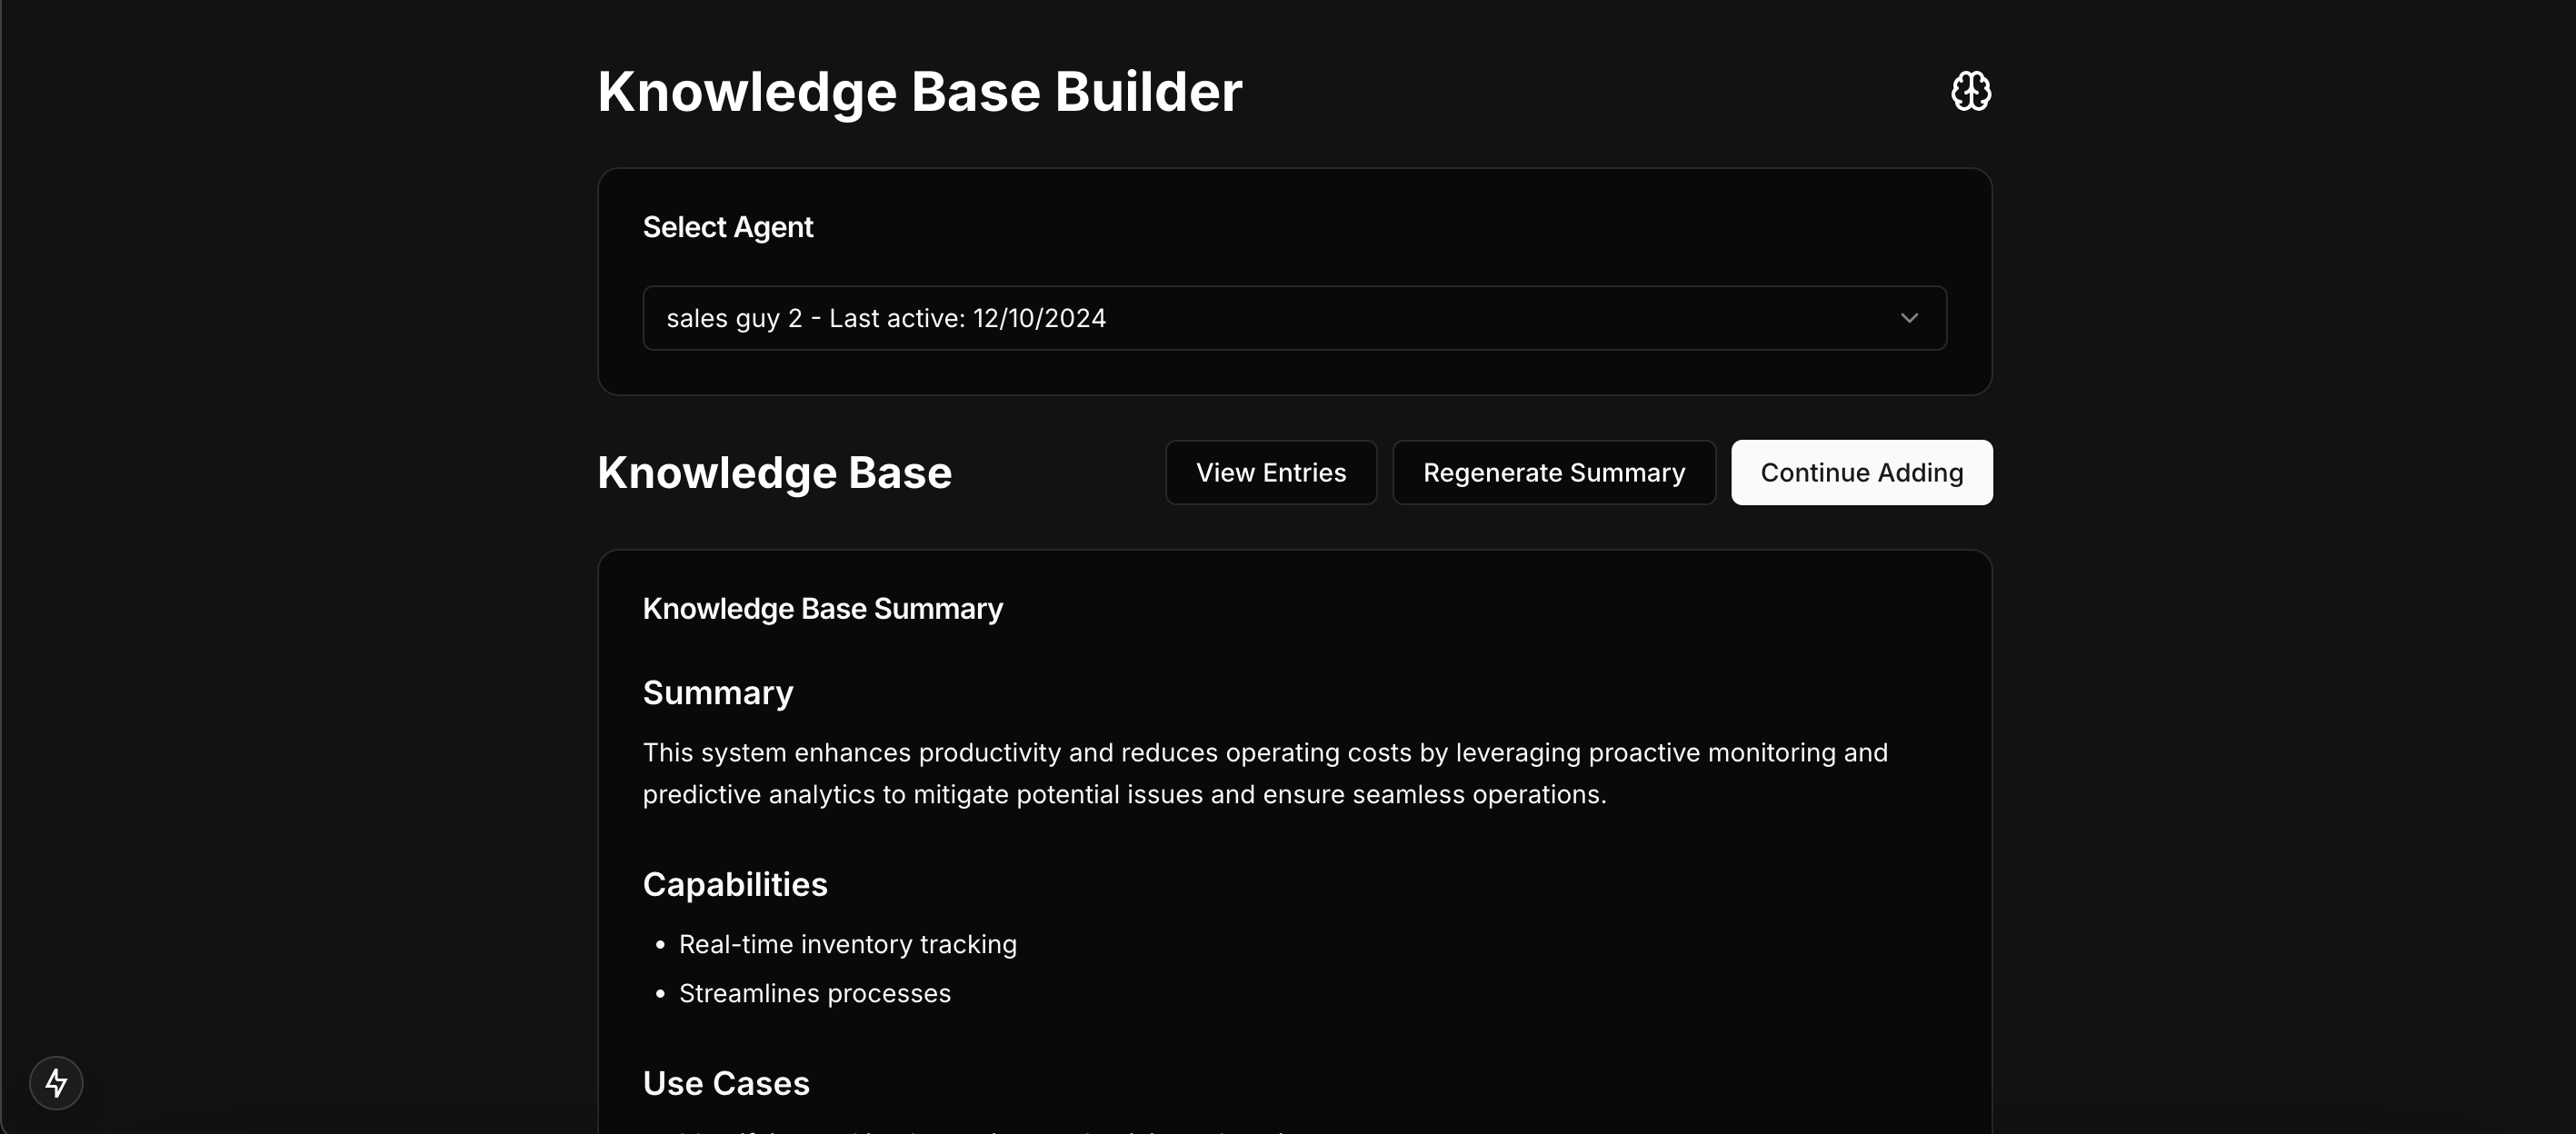 Knowledge Base Builder
Select Agent
sales guy 2 - Last active: 12/10/2024
Knowledge Base
View Entries
Regenerate Summary
Continue Adding
Knowledge Base Summary
Summary
This system enhances productivity and reduces operating costs by leveraging proactive monitoring and
predictive analytics to mitigate potential issues and ensure seamless operations.
Capabilities
• Real-time inventory tracking
• Streamlines processes
Use Cases